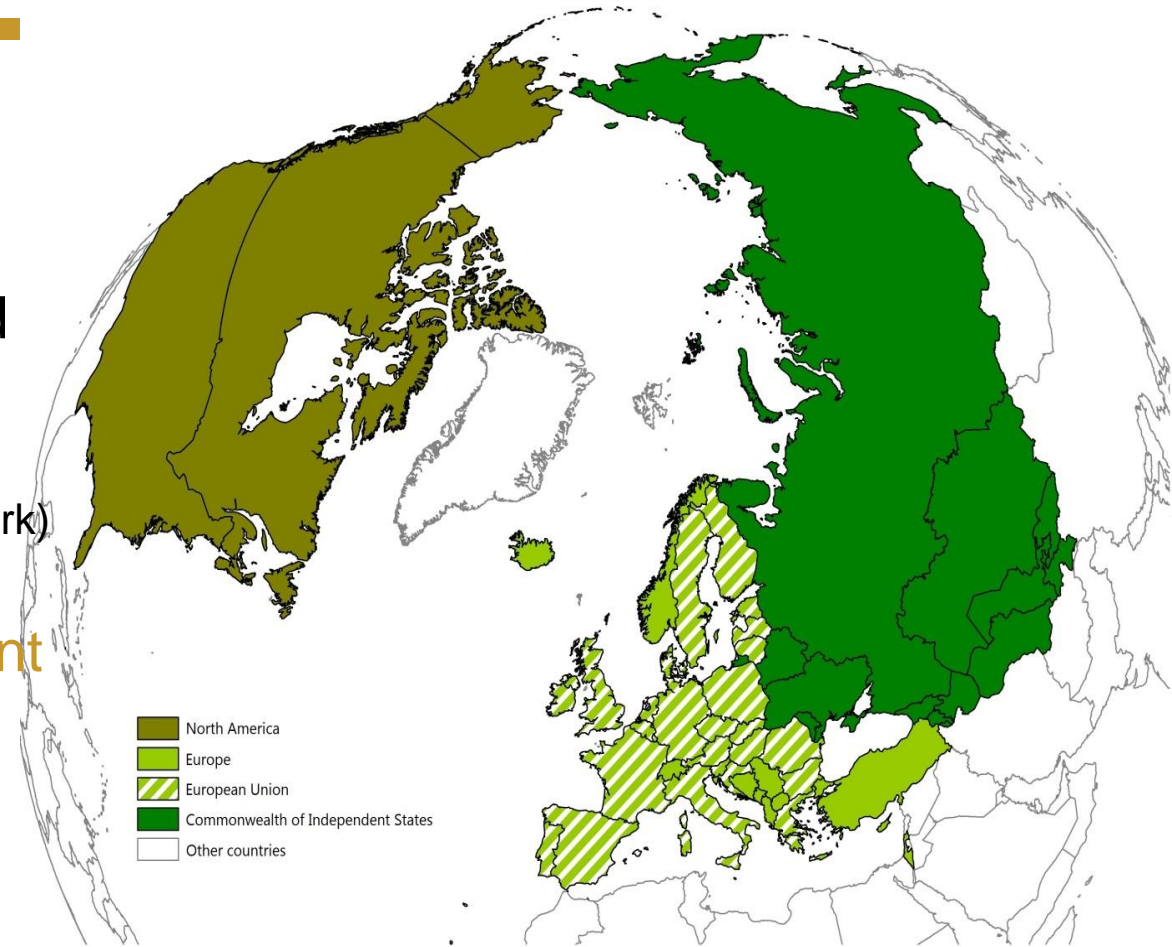 rk)
nt
North America
Europe
European Union
Commonwealth of Independent States
Other countries